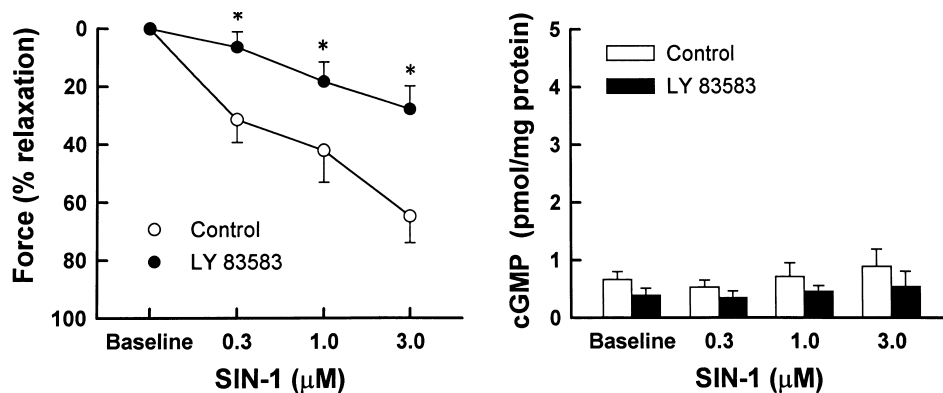 Force (% relaxation)
0
20
40
60
80
100
*
*
*
Control
LY 83583
Baseline 0.3 1.0 3.0
SIN-1 (μM)
cGMP (pmol/mg protein)
5
4
3
2
1
0
Control
LY 83583
Baseline 0.3 1.0 3.0
SIN-1 (μM)